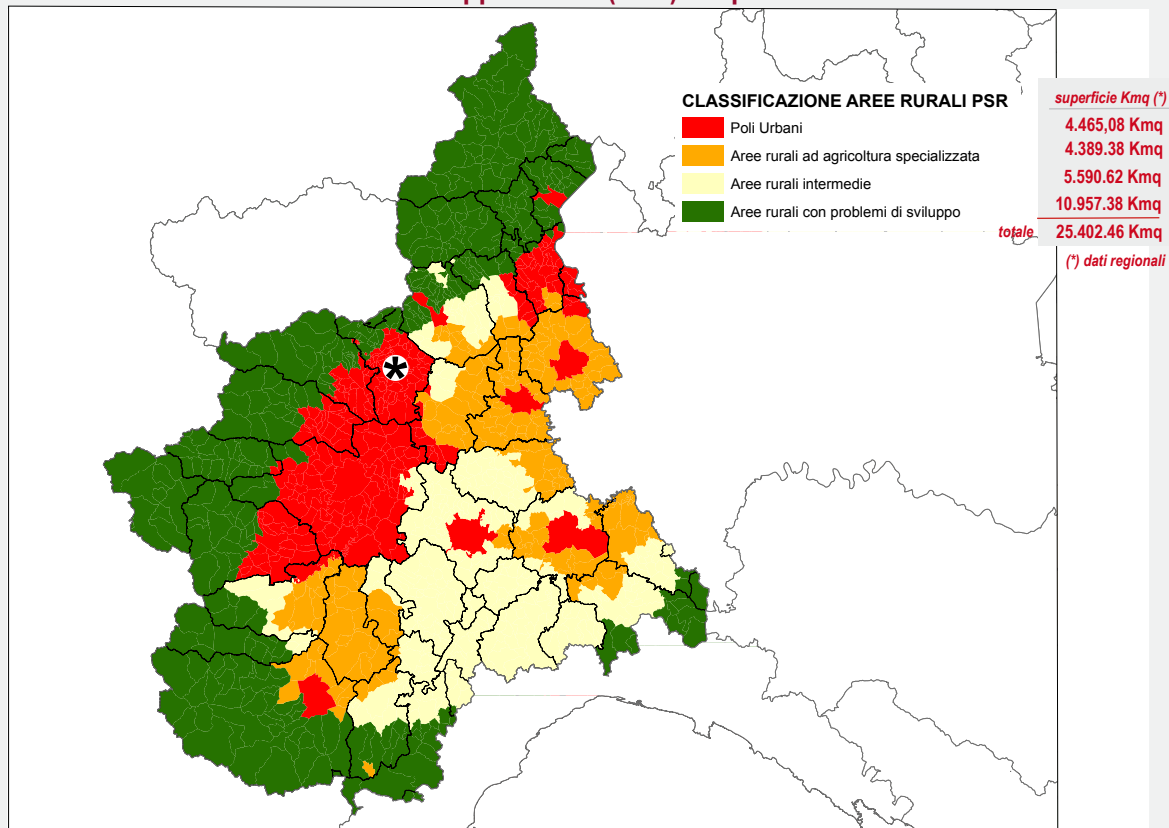 CLASSIFICAZIONE AREE RURALI PSR
superficie Kmq (*)
Poli Urbani
4.465,08 Kmq
Aree rurali ad agricoltura specializzata
4.389.38 Kmq
Aree rurali intermedie
5.590.62 Kmq
Aree rurali con problemi di sviluppo
10.957.38 Kmq
totale 25.402.46 Kmq
(*) dati regionali
*